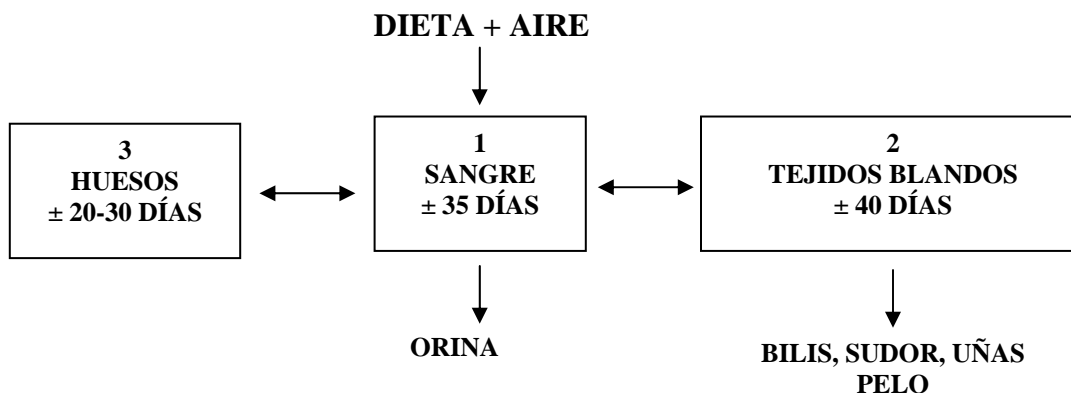 DIETA + AIRE
3
HUESOS
± 20-30 DÍAS
1
SANGRE
± 35 DÍAS
2
TEJIDOS BLANDOS
± 40 DÍAS
ORINA
BILIS, SUDOR, UÑAS
PELO